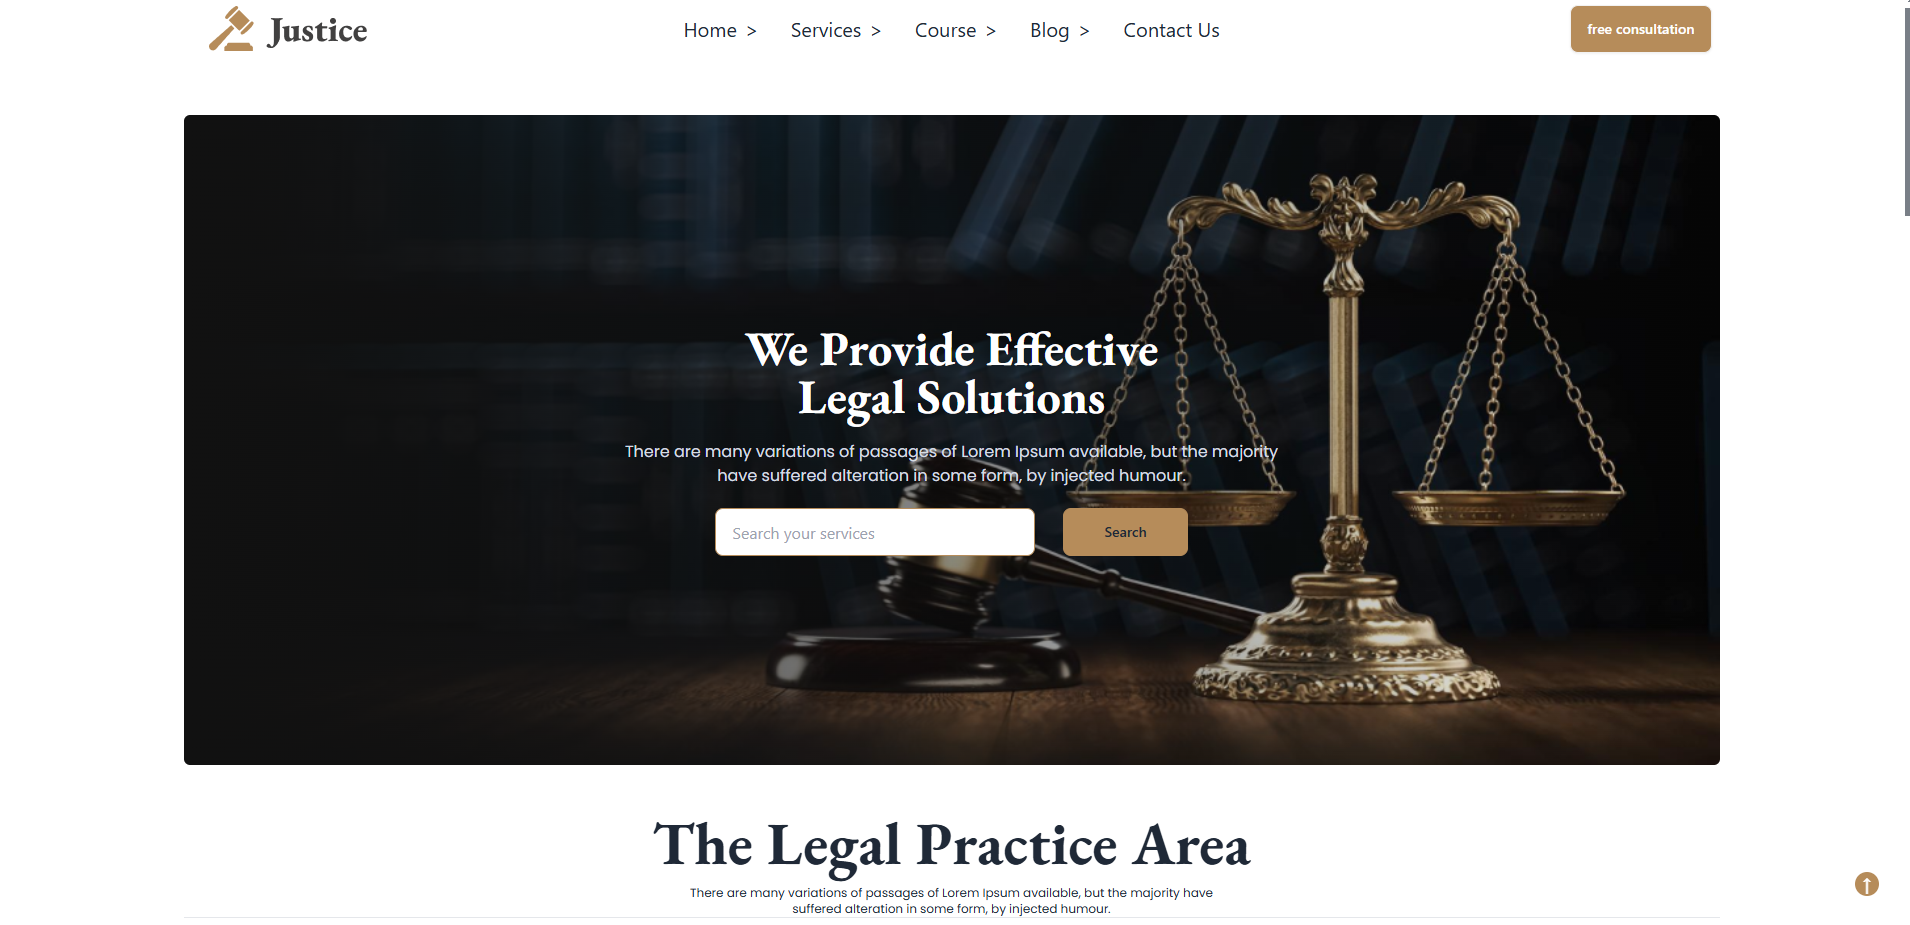 Justice
Home > Services > Course > Blog > Contact Us
free consultation
We Provide Effective
Legal Solutions
There are many variations of passages of Lorem Ipsum available, but the majority
have suffered alteration in some form, by injected humour.
Search your services
Search
The Legal Practice Area
There are many variations of passages of Lorem Ipsum available, but the majority have
suffered alteration in some form, by injected humour.